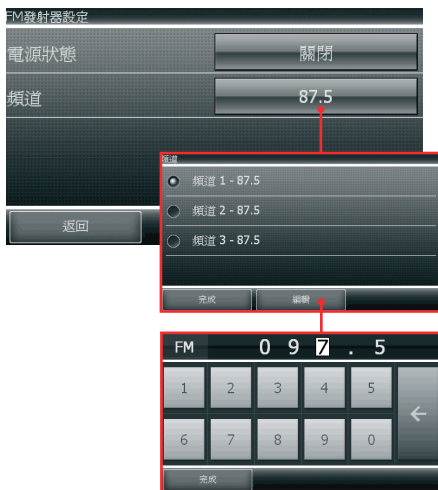 FM發射器設定
電源狀態 關閉
頻道 87.5
返回
頻道
頻道 1 - 87.5
頻道 2 - 87.5
頻道 3 - 87.5
完成 編輯
FM 0 9 7 . 5
1 2 3 4 5
←
6 7 8 9 0
完成